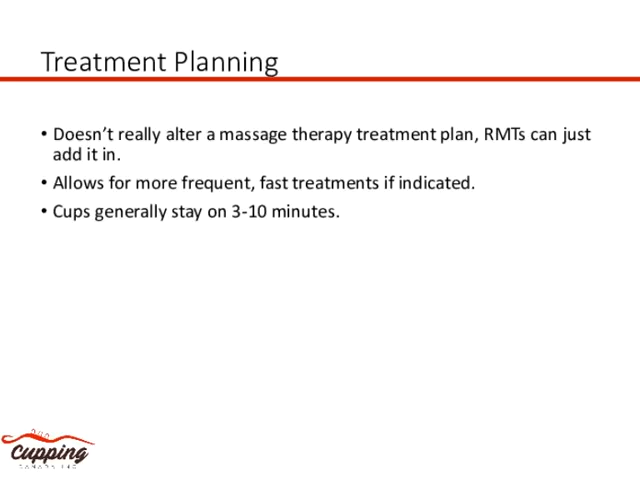 Treatment Planning
• Doesn't really alter a massage therapy treatment plan, RMTs can just
add it in.
• Allows for more frequent, fast treatments if indicated.
• Cups generally stay on 3-10 minutes.
Cupping